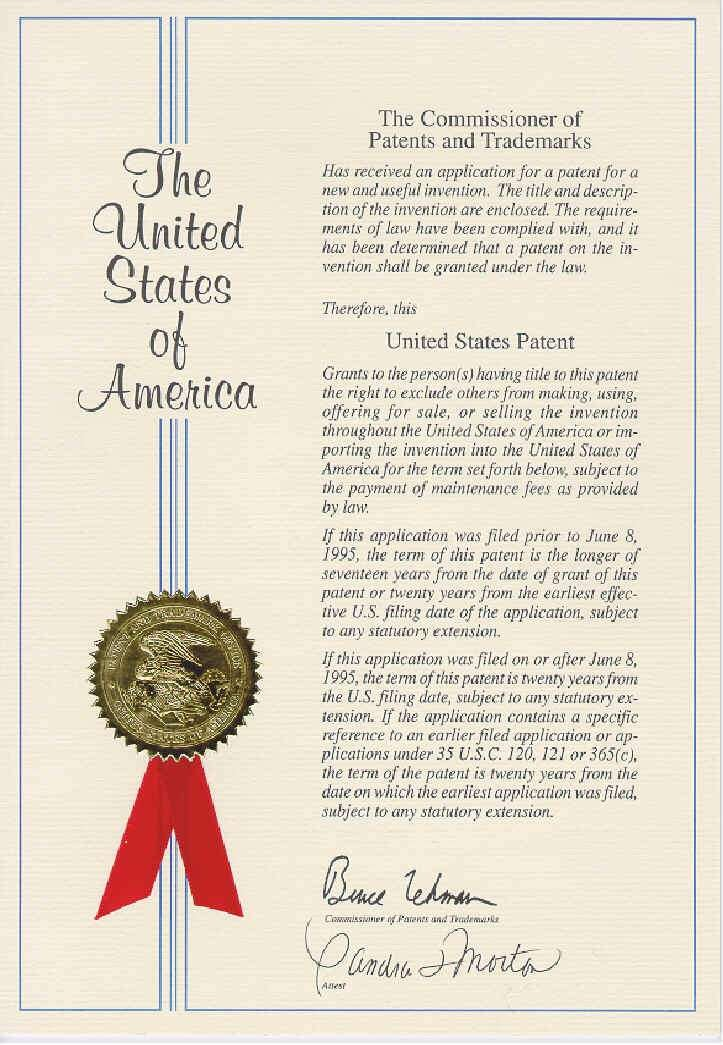 The
United
States
of
America
The Commissioner of
Patents and Trademarks
Has received an application for a patent for a
new and useful invention. The title and descrip-
tion of the invention are enclosed. The require-
ments of law have been complied with, and it
has been determined that a patent on the in-
vention shall be granted under the law.
Therefore, this
United States Patent
Grants to the person(s) having title to this patent
the right to exclude others from making, using,
offering for sale, or selling the invention
throughout the United States of America or im-
porting the invention into the United States of
America for the term set forth below, subject to
the payment of maintenance fees as provided
by law.
If this application was filed prior to June 8,
1995, the term of this patent is the longer of
seventeen years from the date of grant of this
patent or twenty years from the earliest effec-
tive U.S. filing date of the application, subject
to any statutory extension.
If this application was filed on or after June 8,
1995, the term of this patent is twenty years from
the U.S. filing date, subject to any statutory ex-
tension. If the application contains a specific
reference to an earlier filed application or ap-
plications under 35 U.S.C. 120, 121 or 365(c),
the term of the patent is twenty years from the
date on which the earliest application was filed,
subject to any statutory extension.
PATENT AND TRADEMARK OFFICE
UNITED STATES OF AMERICA
Bruce Lehman
Commissioner of Patents and Trademarks
Sandra L Morton
Attest